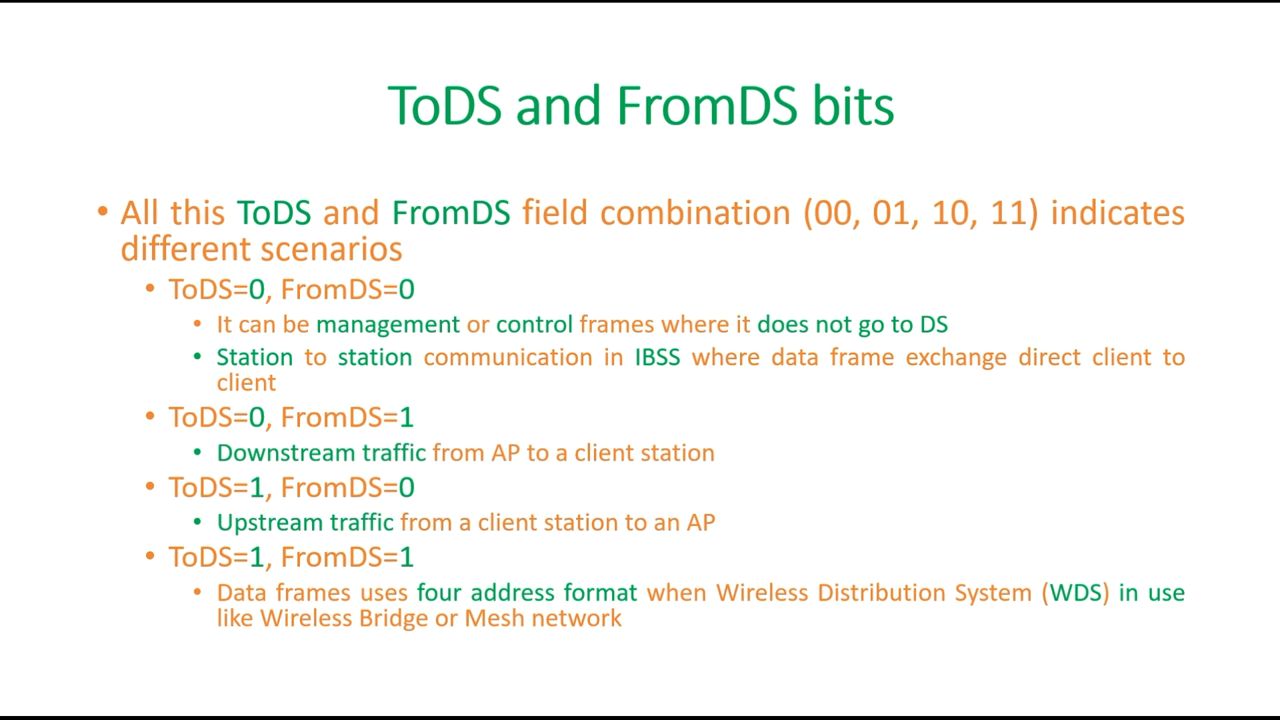 ToDS and FromDS bits
• All this ToDS and FromDS field combination (00, 01, 10, 11) indicates
different scenarios
• ToDS=0, FromDS=0
• It can be management or control frames where it does not go to DS
• Station to station communication in IBSS where data frame exchange direct client to
client
• ToDS=0, FromDS=1
• Downstream traffic from AP to a client station
• ToDS=1, FromDS=0
• Upstream traffic from a client station to an AP
• ToDS=1, FromDS=1
• Data frames uses four address format when Wireless Distribution System (WDS) in use
like Wireless Bridge or Mesh network